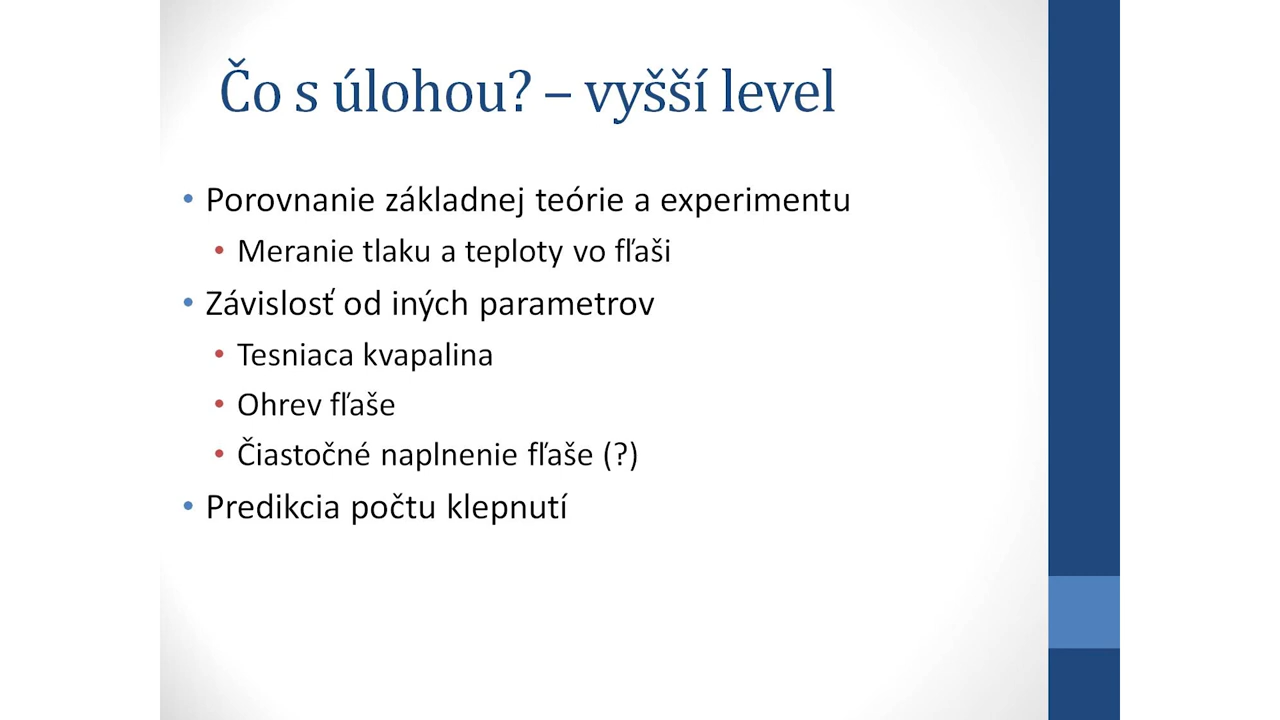 Čo s úlohou? – vyšší level
• Porovnanie základnej teórie a experimentu
• Meranie tlaku a teploty vo fľaši
• Závislosť od iných parametrov
• Tesniaca kvapalina
• Ohrev fľaše
• Čiastočné naplnenie fľaše (?)
• Predikcia počtu klepnutí